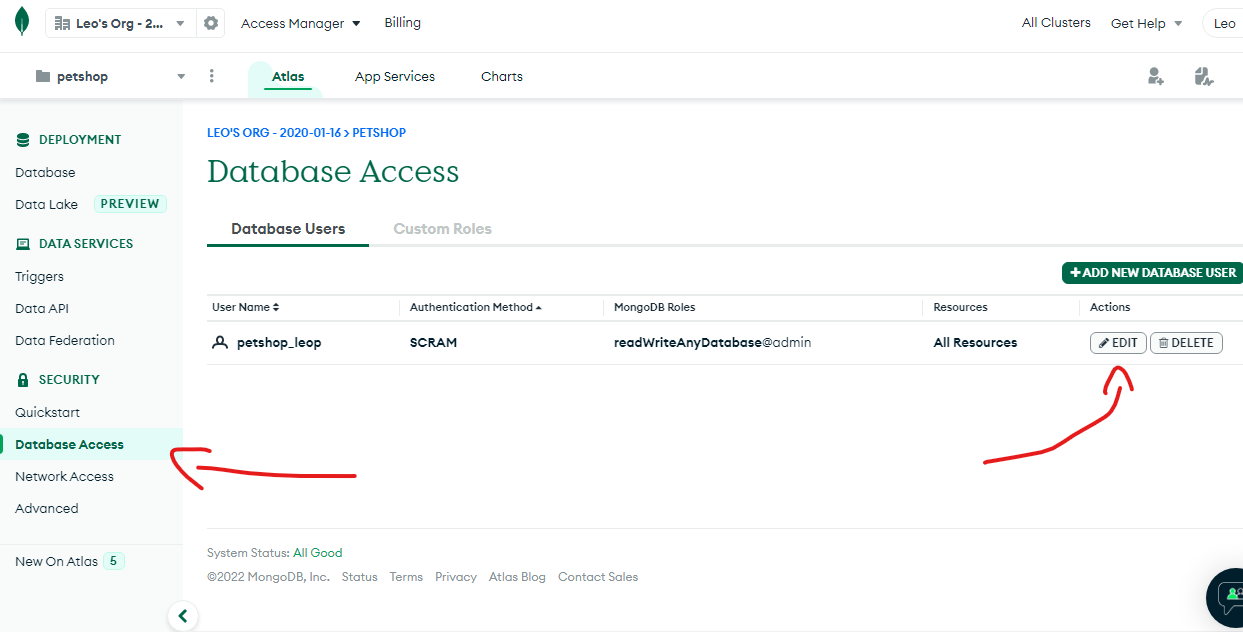 Leo's Org - 2...
Access Manager
Billing
All Clusters
Get Help
Leo
petshop
Atlas
App Services
Charts
DEPLOYMENT
Database
Data Lake PREVIEW
DATA SERVICES
Triggers
Data API
Data Federation
SECURITY
Quickstart
Database Access
Network Access
Advanced
New On Atlas 5
LEO'S ORG - 2020-01-16 > PETSHOP
Database Access
Database Users
Custom Roles
ADD NEW DATABASE USER
User Name Authentication Method MongoDB Roles Resources Actions
petshop_leop SCRAM readWriteAnyDatabase@admin All Resources EDIT DELETE
System Status: All Good
©2022 MongoDB, Inc. Status Terms Privacy Atlas Blog Contact Sales